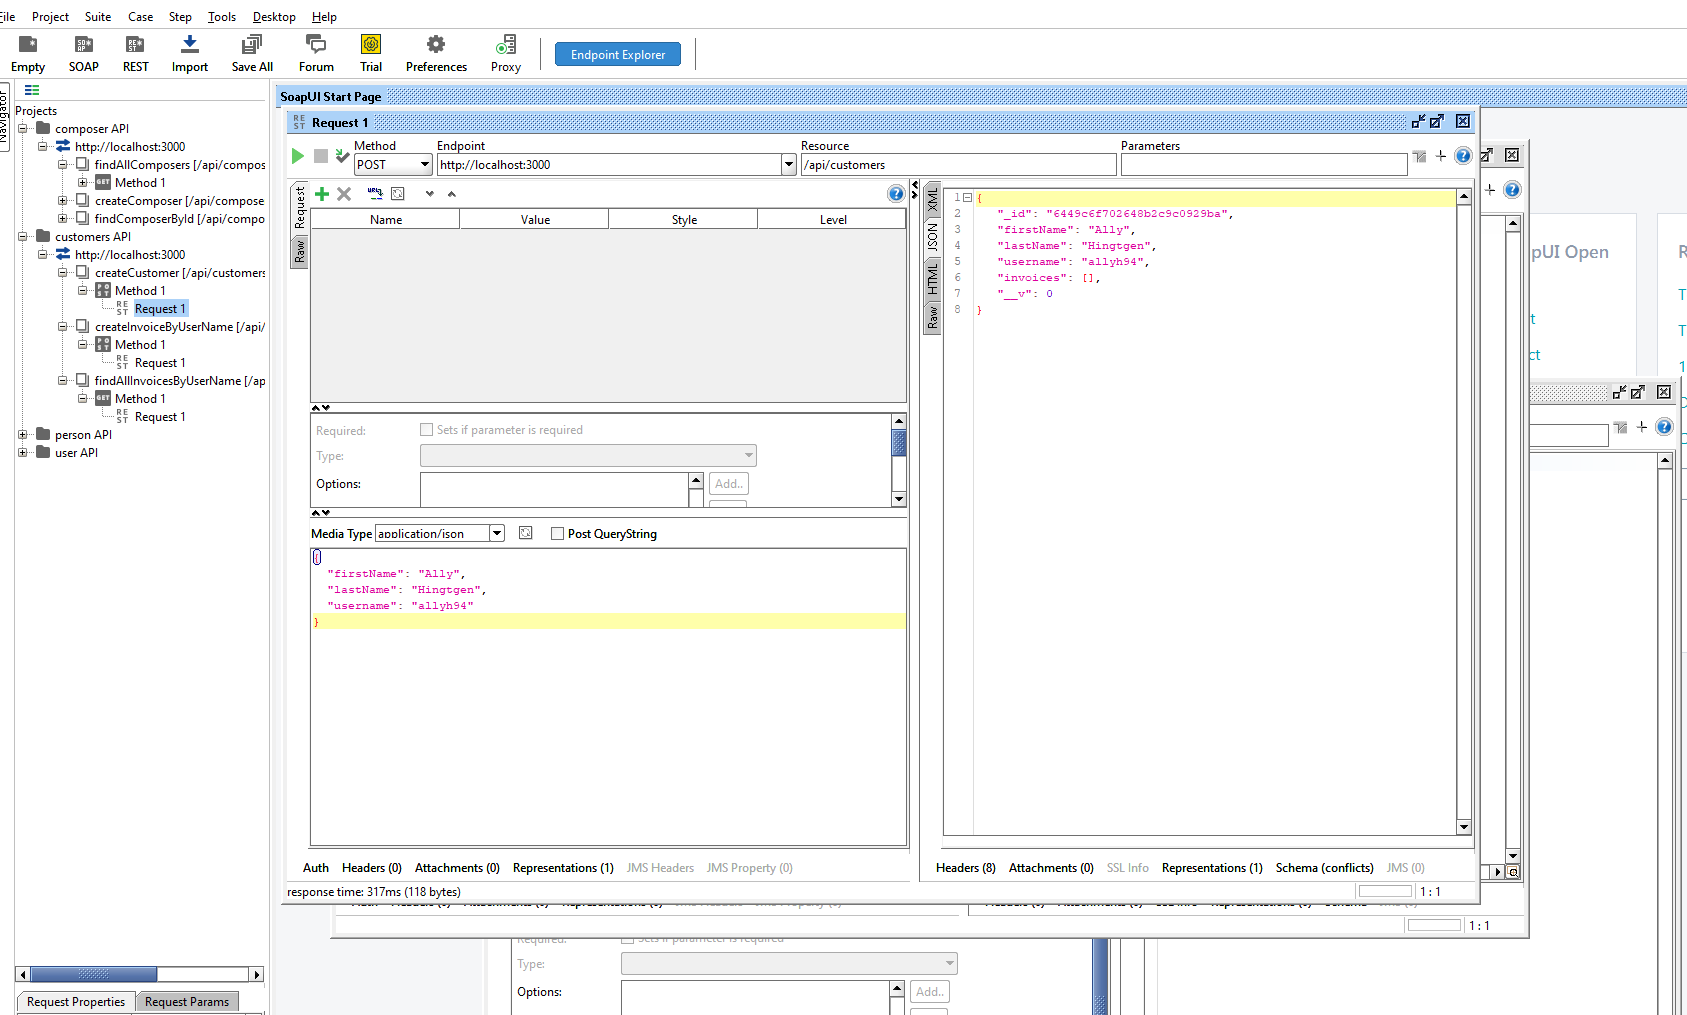 File Project Suite Case Step Tools Desktop Help
Empty SOAP REST Import Save All Forum Trial Preferences Proxy Endpoint Explorer
Navigator
Projects
composer API
http://localhost:3000
findAllComposers [/api/compos
Method 1
createComposer [/api/compose
findComposerById [/api/compo
customers API
http://localhost:3000
createCustomer [/api/customers
Method 1
Request 1
createInvoiceByUserName [/api/
Method 1
Request 1
findAllInvoicesByUserName [/ap
Method 1
Request 1
person API
user API
Request Properties Request Params
SoapUI Start Page
Request 1
Method Endpoint Resource Parameters
POST http://localhost:3000 /api/customers
Request
Raw
Name Value Style Level
Required: Sets if parameter is required
Type:
Options: Add..
Media Type application/json Post QueryString
{
"firstName": "Ally",
"lastName": "Hingtgen",
"username": "allyh94"
}
Auth Headers (0) Attachments (0) Representations (1) JMS Headers JMS Property (0)
response time: 317ms (118 bytes)
XML
JSON
HTML
Raw
1 {
2 "_id": "6449c6f702648b2c9c0929ba",
3 "firstName": "Ally",
4 "lastName": "Hingtgen",
5 "username": "allyh94",
6 "invoices": [],
7 "__v": 0
8 }
Headers (8) Attachments (0) SSL Info Representations (1) Schema (conflicts) JMS (0)
1 : 1
1 : 1
pUI Open
Required: Sets if parameter is required
Type:
Options: Add..